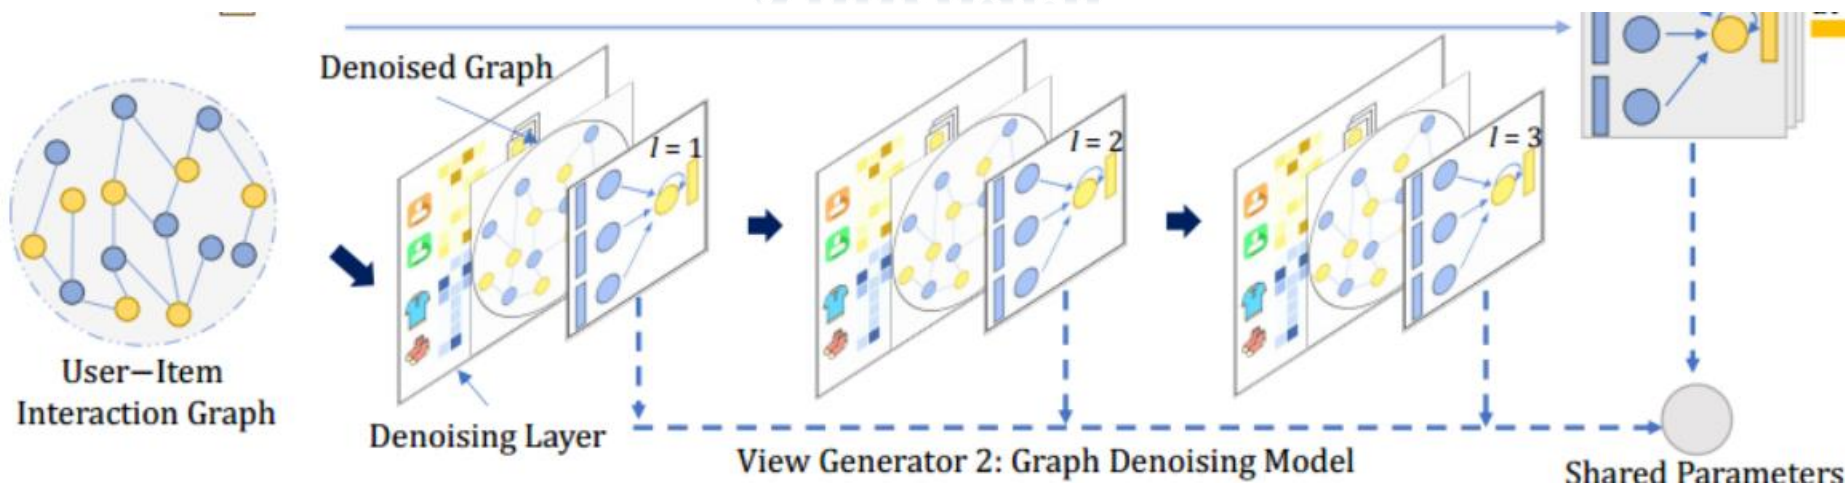 Denoised Graph
l = 1
l = 2
l = 3
User−Item
Interaction Graph
Denoising Layer
View Generator 2: Graph Denoising Model
Shared Parameters